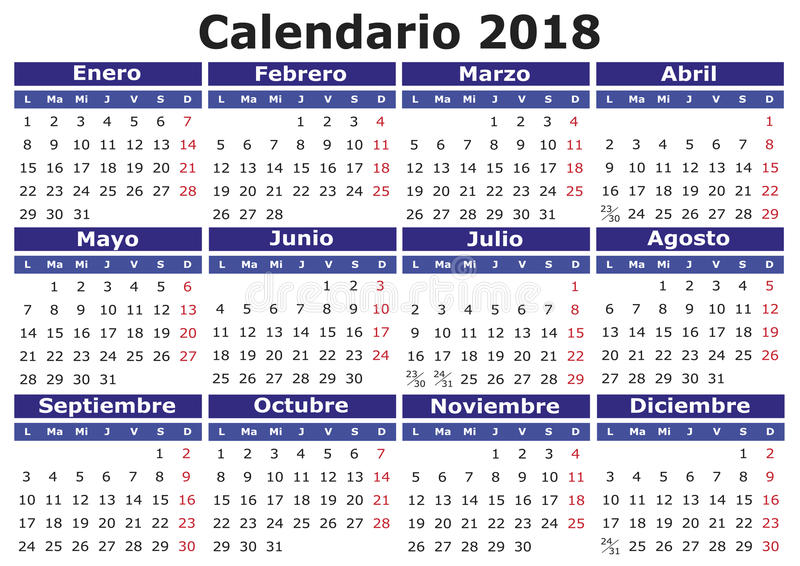 Calendario 2018
Enero Febrero Marzo Abril
L Ma Mi J V S D L Ma Mi J V S D L Ma Mi J V S D L Ma Mi J V S D
1 2 3 4 5 6 7 1 2 3 4 1 2 3 4 1
8 9 10 11 12 13 14 5 6 7 8 9 10 11 5 6 7 8 9 10 11 2 3 4 5 6 7 8
15 16 17 18 19 20 21 12 13 14 15 16 17 18 12 13 14 15 16 17 18 9 10 11 12 13 14 15
22 23 24 25 26 27 28 19 20 21 22 23 24 25 19 20 21 22 23 24 25 16 17 18 19 20 21 22
29 30 31 26 27 28 26 27 28 29 30 31 23/30 24 25 26 27 28 29
Mayo Junio Julio Agosto
L Ma Mi J V S D L Ma Mi J V S D L Ma Mi J V S D L Ma Mi J V S D
1 2 3 4 5 6 1 2 3 1 1 2 3 4 5
7 8 9 10 11 12 13 4 5 6 7 8 9 10 2 3 4 5 6 7 8 6 7 8 9 10 11 12
14 15 16 17 18 19 20 11 12 13 14 15 16 17 9 10 11 12 13 14 15 13 14 15 16 17 18 19
21 22 23 24 25 26 27 18 19 20 21 22 23 24 16 17 18 19 20 21 22 20 21 22 23 24 25 26
28 29 30 31 25 26 27 28 29 30 23/30 24/31 25 26 27 28 29 27 28 29 30 31
dreamstime
Septiembre Octubre Noviembre Diciembre
L Ma Mi J V S D L Ma Mi J V S D L Ma Mi J V S D L Ma Mi J V S D
1 2 1 2 3 4 5 6 7 1 2 3 4 1 2
3 4 5 6 7 8 9 8 9 10 11 12 13 14 5 6 7 8 9 10 11 3 4 5 6 7 8 9
10 11 12 13 14 15 16 15 16 17 18 19 20 21 12 13 14 15 16 17 18 10 11 12 13 14 15 16
17 18 19 20 21 22 23 22 23 24 25 26 27 28 19 20 21 22 23 24 25 17 18 19 20 21 22 23
24 25 26 27 28 29 30 29 30 31 26 27 28 29 30 24/31 25 26 27 28 29 30